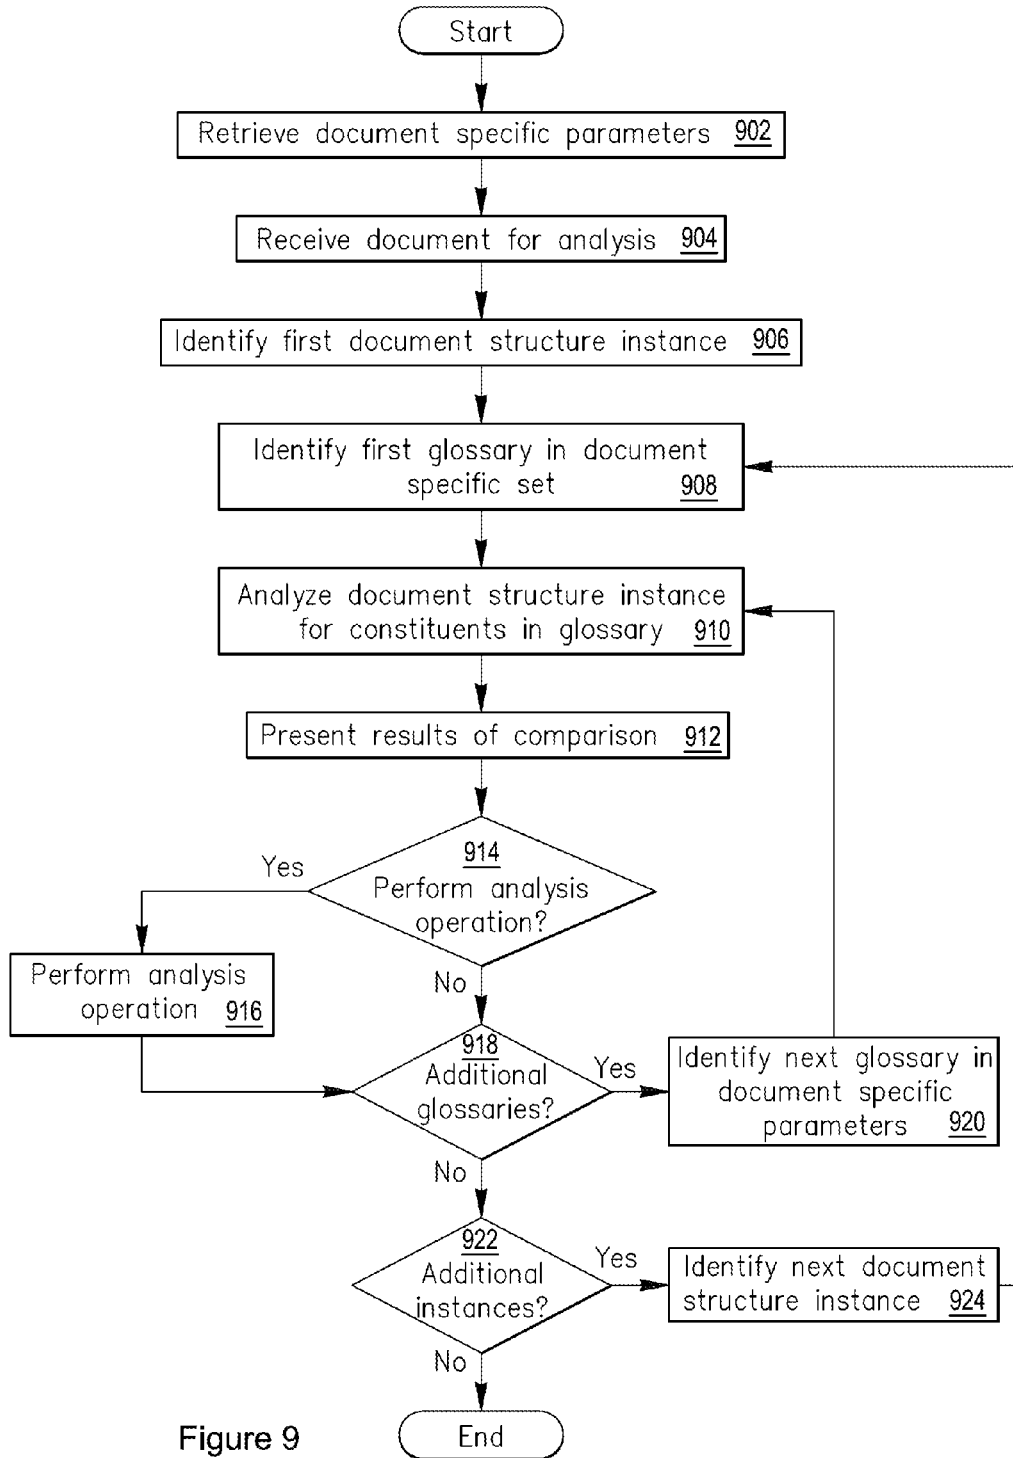 Start
Retrieve document specific parameters 902
Receive document for analysis 904
Identify first document structure instance 906
Identify first glossary in document
specific set 908
Analyze document structure instance
for constituents in glossary 910
Present results of comparison 912
914
Yes
Perform analysis
operation?
Perform analysis
operation 916
No
918
Additional
glossaries?
Yes
Identify next glossary in
document specific
parameters 920
No
922
Additional
instances?
Yes
Identify next document
structure instance 924
No
End
Figure 9